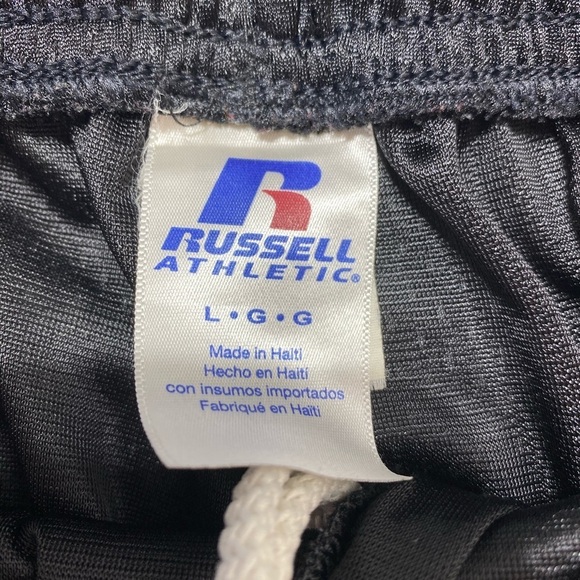 R
RUSSELL
ATHLETIC®
L • G • G
Made in Haiti
Hecho en Haití
con insumos importados
Fabriqué en Haïti